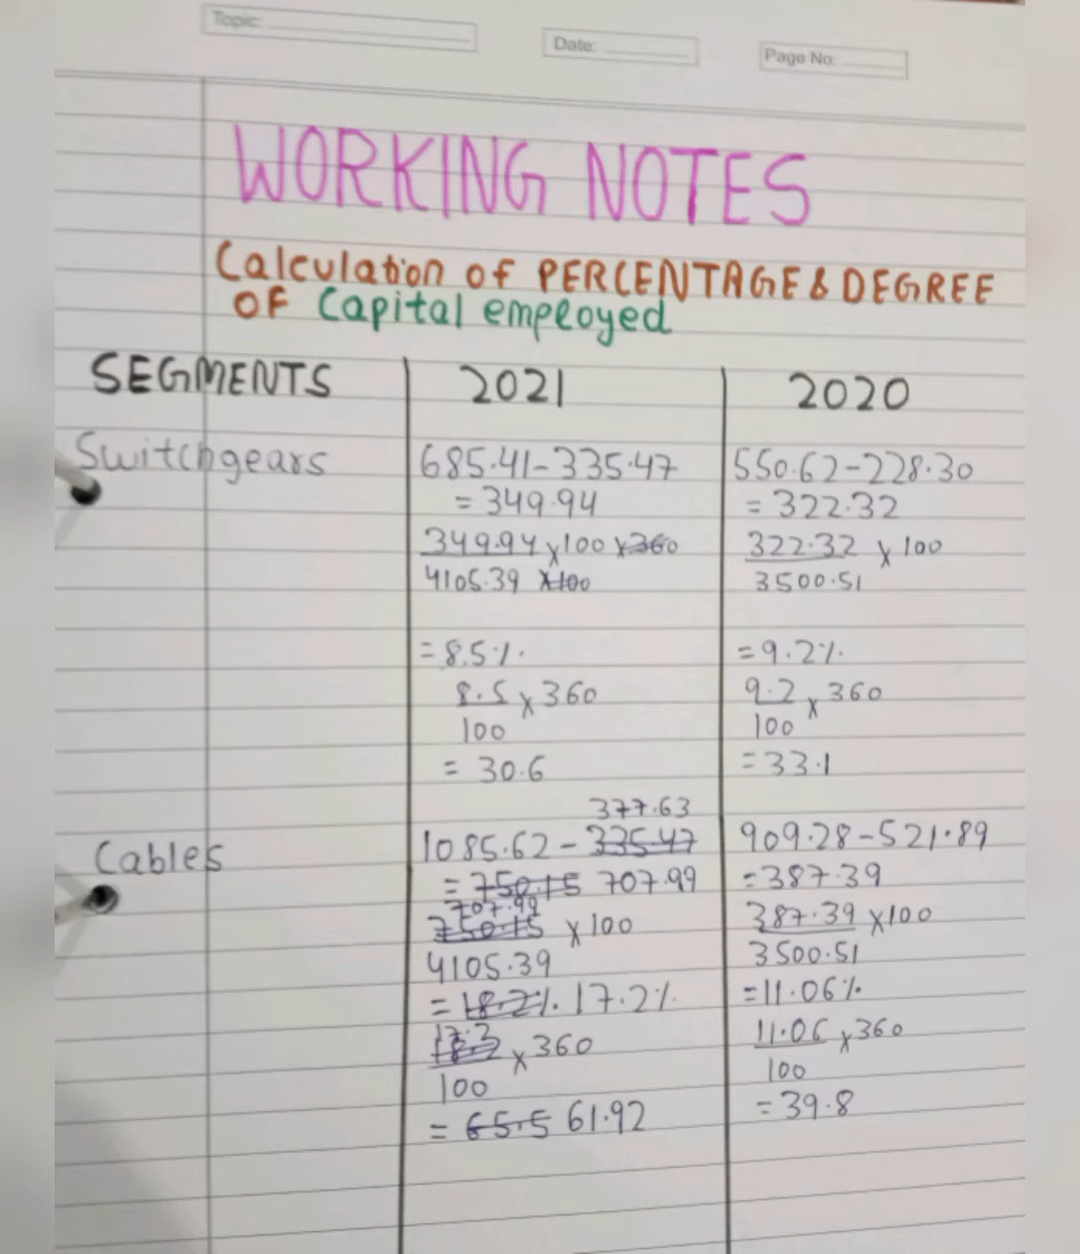 Topic:
Date:
Page No:
WORKING NOTES
Calculation of PERCENTAGE & DEGREE
OF Capital employed
SEGMENTS 2021 2020
Switchgears 685.41-335.47 550.62-228.30
= 349.94 = 322.32
349.94 x100 x360 322.32 x 100
4105.39 x100 3500.51
= 8.5% = 9.2%
8.5 x 360 9.2 x 360
100 100
= 30.6 = 33.1
377.63
Cables 1085.62 - 335.47 909.28-521.89
= 750.15 707.99 = 387.39
707.99
750.15 x 100 387.39 x100
4105.39 3500.51
= 18.2% 17.2% = 11.06%
17.2
18.2 x 360 11.06 x 360
100 100
= 65.5 61.92 = 39.8